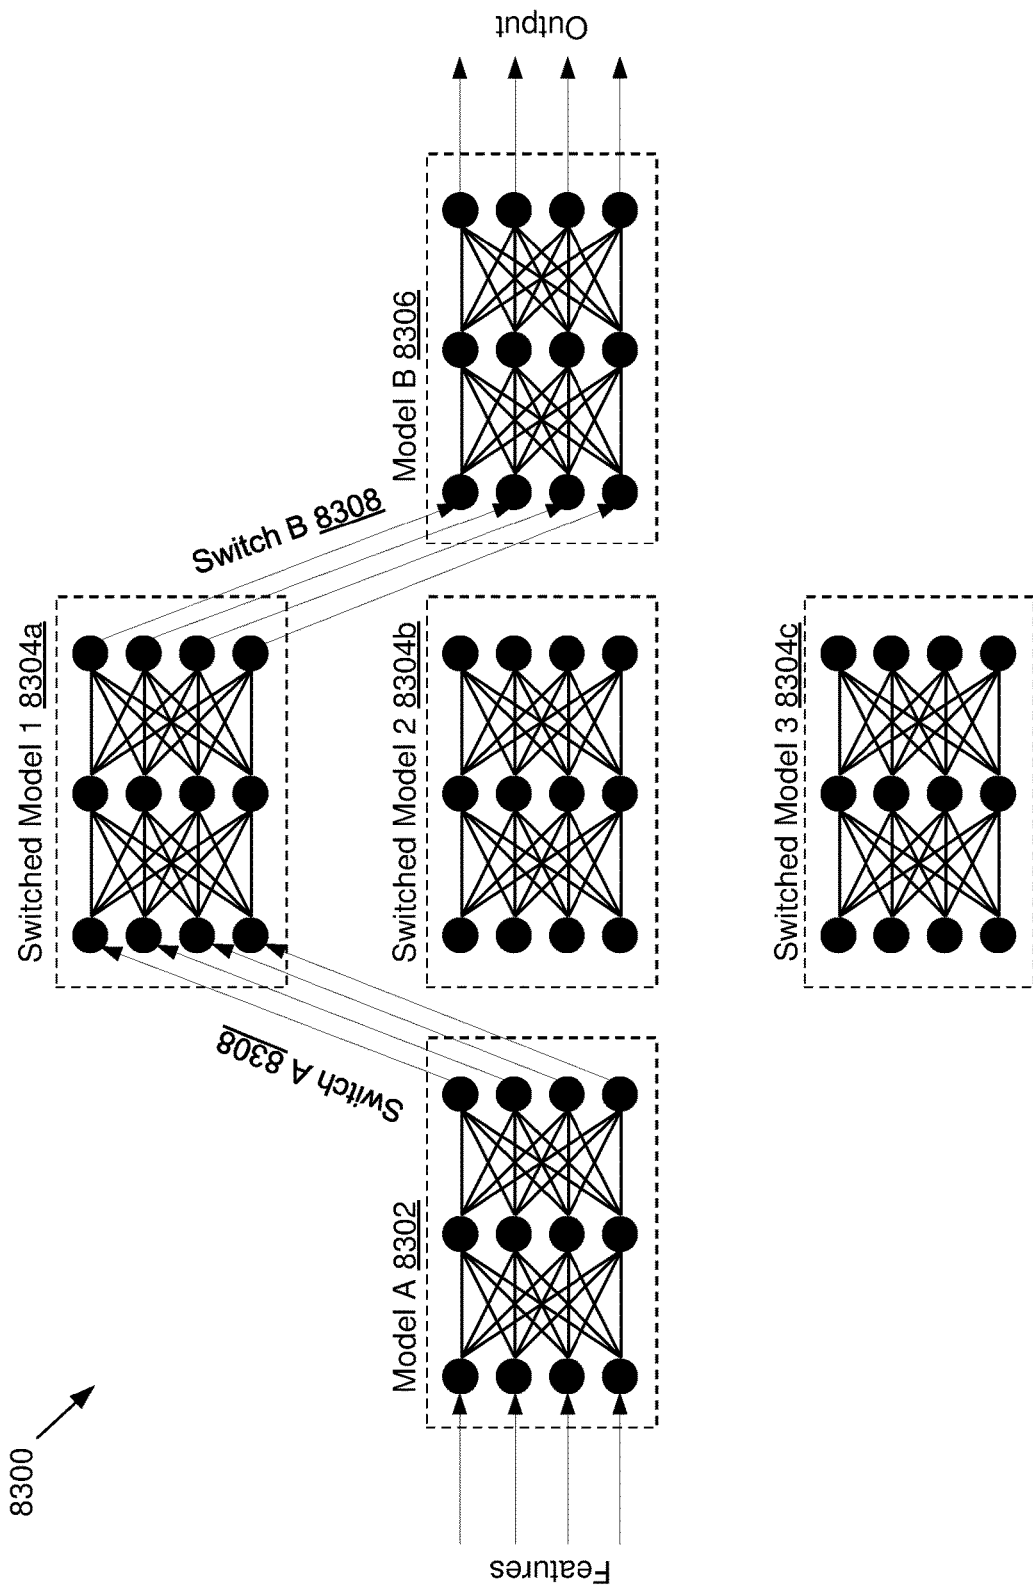 8300
Features
Model A 8302
Switch A 8308
Switched Model 1 8304a
Switched Model 2 8304b
Switched Model 3 8304c
Switch B 8308
Model B 8306
Output